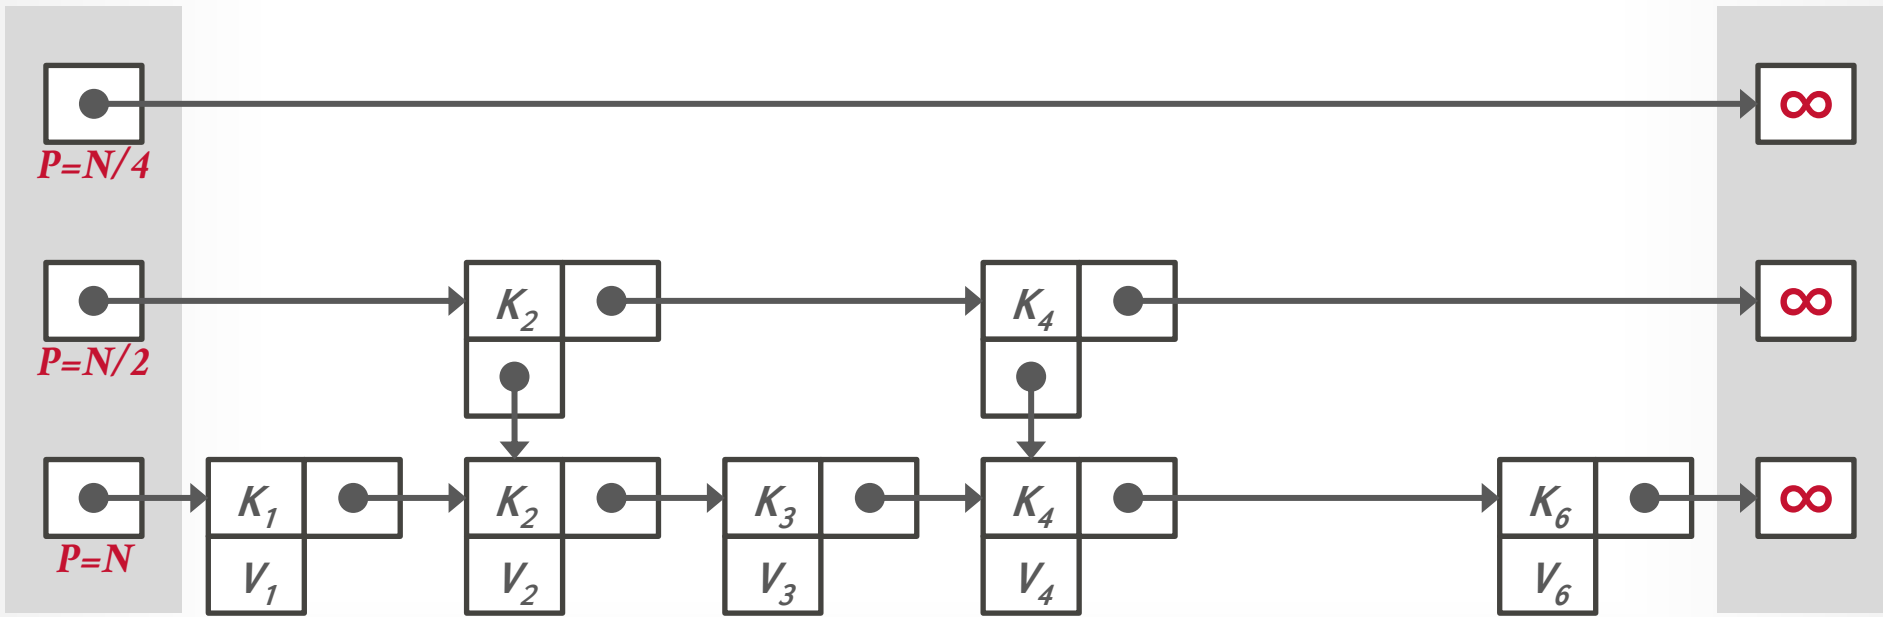 ∞
P=N/4
K₂ K₄ ∞
P=N/2
K₁ K₂ K₃ K₄ K₆ ∞
P=N
V₁ V₂ V₃ V₄ V₆